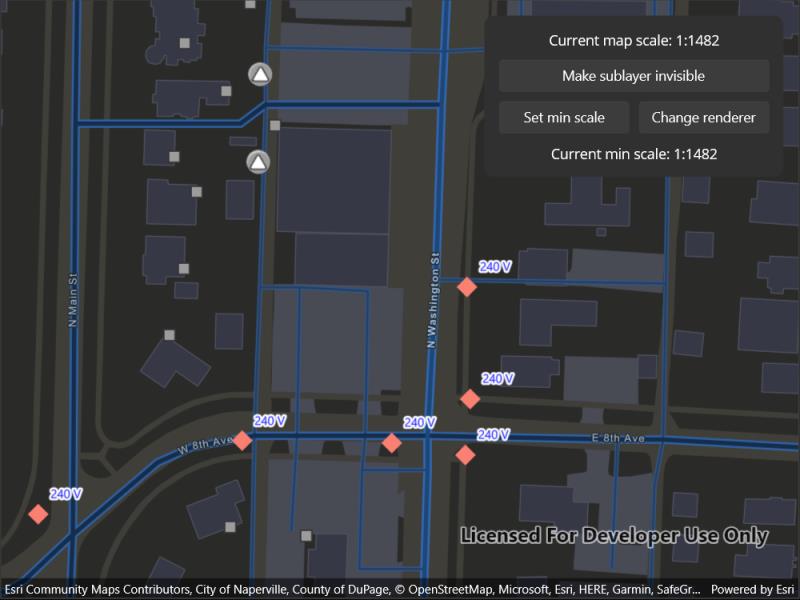 Current map scale: 1:1482
Make sublayer invisible
Set min scale
Change renderer
Current min scale: 1:1482
240 V
N Main St
N Washington St
240 V
240 V
240 V
240 V
W 8th Ave
E 8th Ave
240 V
Licensed For Developer Use Only
Esri Community Maps Contributors, City of Naperville, County of DuPage, © OpenStreetMap, Microsoft, Esri, HERE, Garmin, SafeGr... Powered by Esri